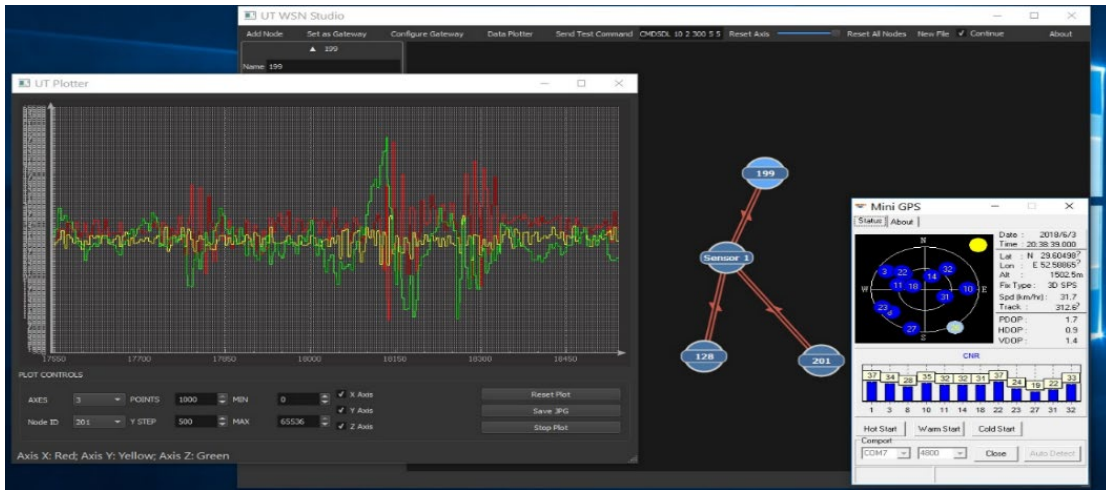 UT WSN Studio
Add Node Set as Gateway Configure Gateway Data Plotter Send Test Command CMDSDL 10 2 300 5 5 Reset Axis Reset All Nodes New File Continue About
199
Name 199
UT Plotter
17550 17700 17850 18000 18150 18300 18450
PLOT CONTROLS
AXES 3 POINTS 1000 MIN 0 X Axis
Y Axis
Node ID 201 Y STEP 500 MAX 65536 Z Axis
Reset Plot
Save JPG
Stop Plot
Axis X: Red; Axis Y: Yellow; Axis Z: Green
199
Sensor 1
128
201
Mini GPS
Status About
N
W E
3 22 14 32
11 18 31 10
23
27
Date : 2018/6/3
Time : 20:38:39.000
Lat : N 29.60498?
Lon : E 52.58865?
Alt : 1502.5m
Fix Type : 3D SPS
Spd (km/hr) : 31.7
Track : 312.6?
PDOP : 1.7
HDOP : 0.9
VDOP : 1.4
CNR
37 34 28 35 32 32 31 37 24 19 22 33
1 3 8 10 11 14 18 22 23 27 31 32
Hot Start Warm Start Cold Start
Comport
COM7 4800 Close Auto Detect